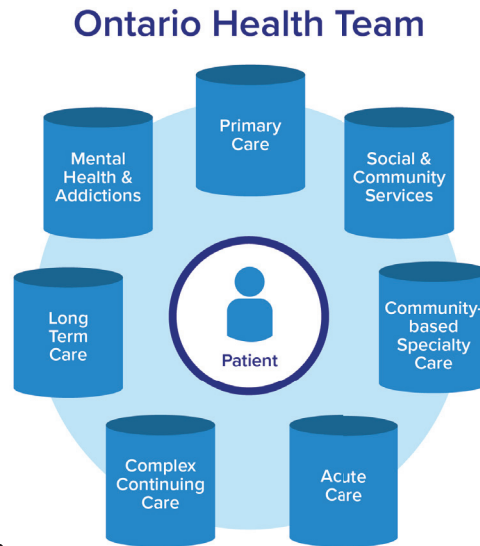 Ontario Health Team
Primary
Care
Mental
Health &
Addictions
Social &
Community
Services
Long
Term
Care
Patient
Community-
based
Specialty
Care
Complex
Continuing
Care
Acute
Care